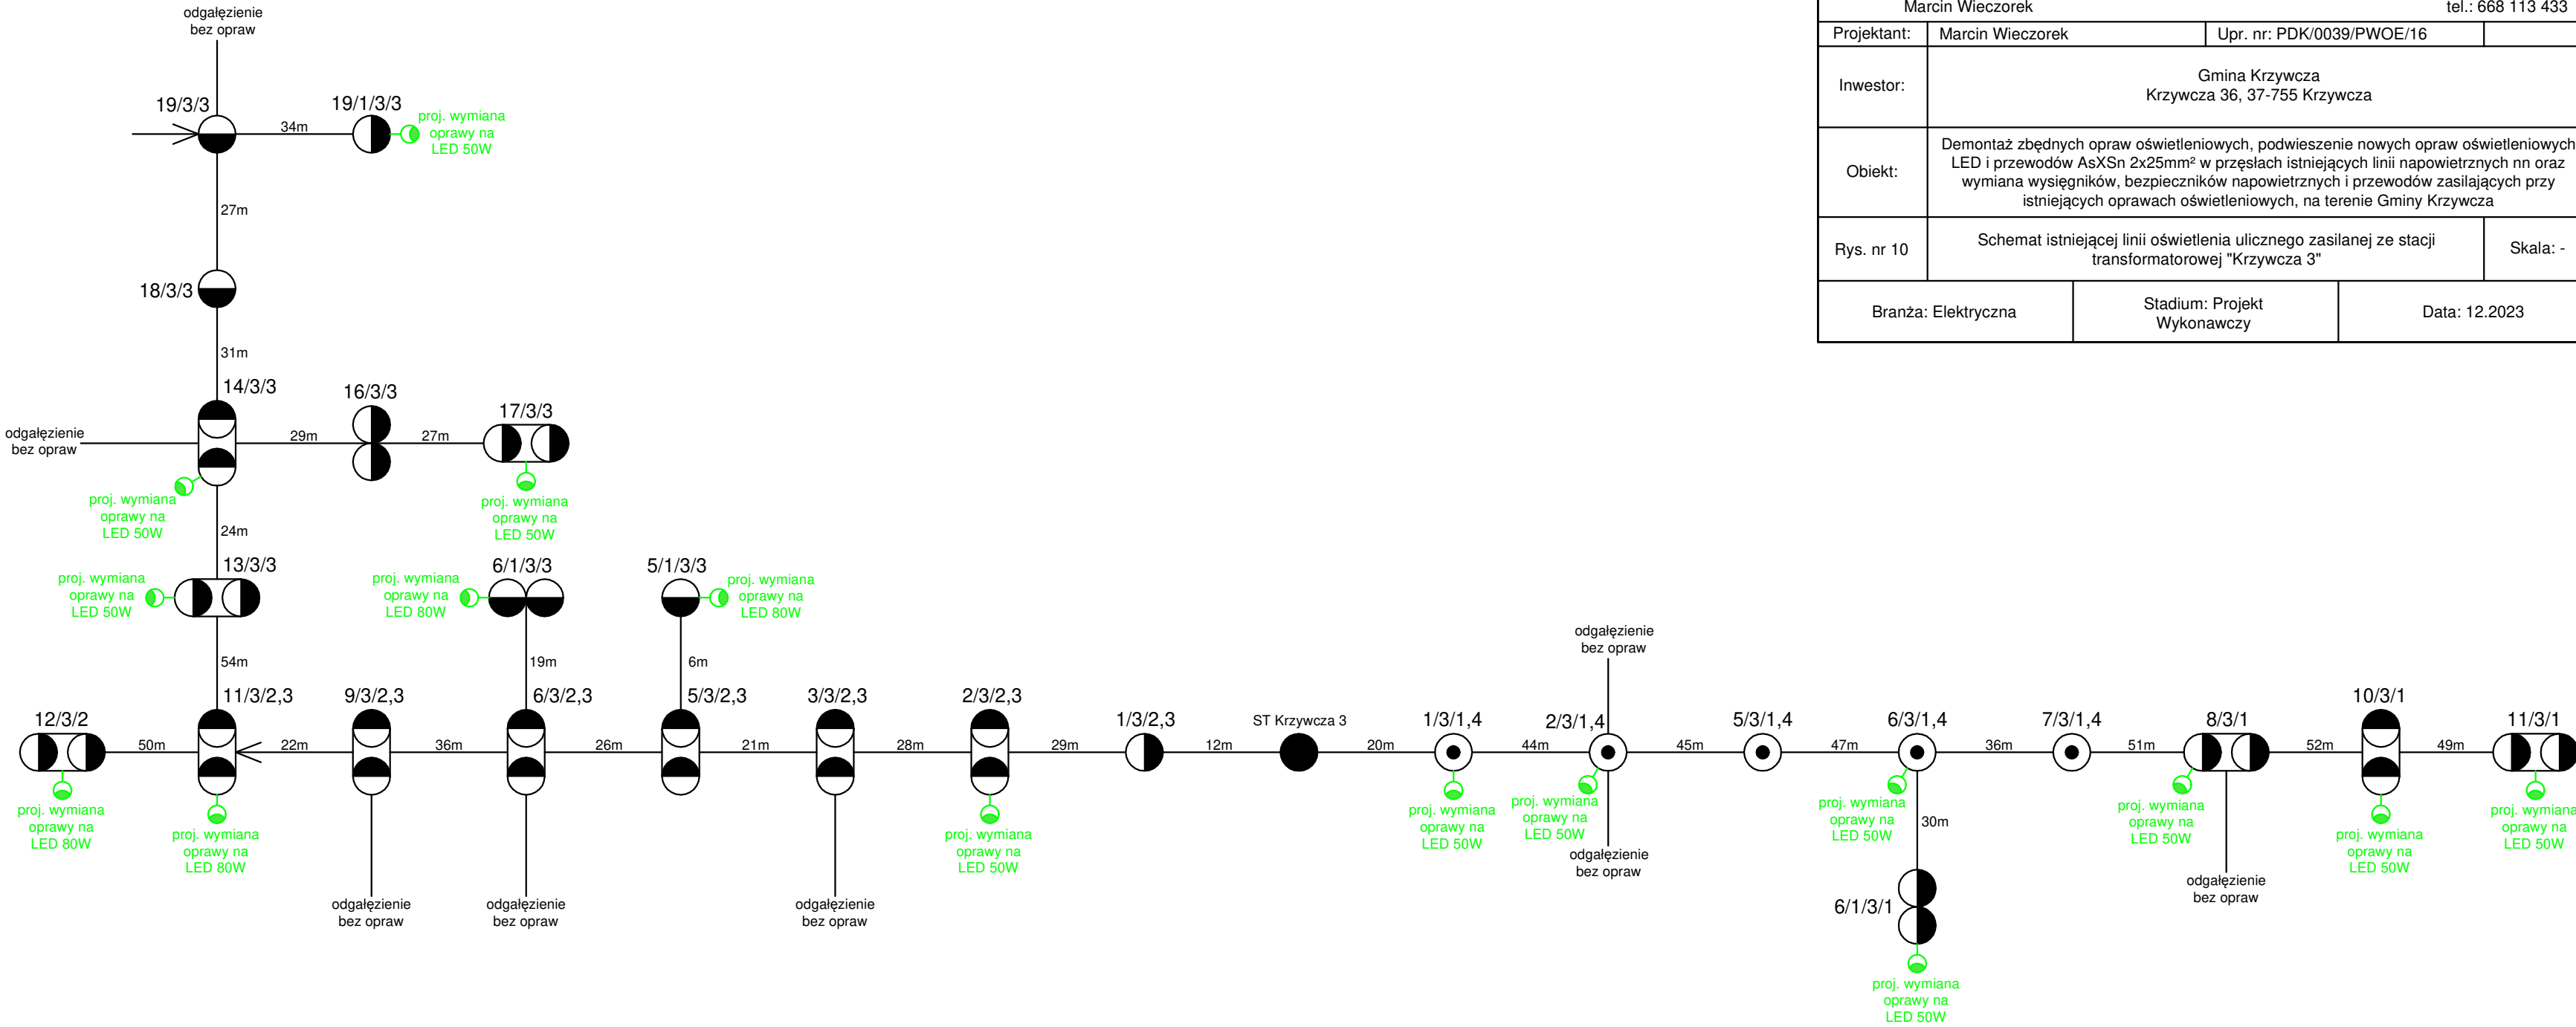 Marcin Wieczorek
tel.: 668 113 433
Projektant:
Marcin Wieczorek
Upr. nr: PDK/0039/PWOE/16
Inwestor:
Gmina Krzywcza
Krzywcza 36, 37-755 Krzywcza
Obiekt:
Demontaż zbędnych opraw oświetleniowych, podwieszenie nowych opraw oświetleniowych
LED i przewodów AsXSn 2x25mm² w przęsłach istniejących linii napowietrznych nn oraz
wymiana wysięgników, bezpieczników napowietrznych i przewodów zasilających przy
istniejących oprawach oświetleniowych, na terenie Gminy Krzywcza
Rys. nr 10
Schemat istniejącej linii oświetlenia ulicznego zasilanej ze stacji
transformatorowej "Krzywcza 3"
Skala: -
Branża: Elektryczna
Stadium: Projekt
Wykonawczy
Data: 12.2023
odgałęzienie
bez opraw
19/3/3
34m
19/1/3/3
proj. wymiana
oprawy na
LED 50W
27m
18/3/3
31m
14/3/3
odgałęzienie
bez opraw
29m
16/3/3
27m
17/3/3
proj. wymiana
oprawy na
LED 50W
proj. wymiana
oprawy na
LED 50W
24m
13/3/3
proj. wymiana
oprawy na
LED 50W
6/1/3/3
proj. wymiana
oprawy na
LED 80W
5/1/3/3
proj. wymiana
oprawy na
LED 80W
54m
19m
6m
12/3/2
proj. wymiana
oprawy na
LED 80W
50m
11/3/2,3
proj. wymiana
oprawy na
LED 80W
22m
9/3/2,3
odgałęzienie
bez opraw
36m
6/3/2,3
odgałęzienie
bez opraw
26m
5/3/2,3
21m
3/3/2,3
odgałęzienie
bez opraw
28m
2/3/2,3
proj. wymiana
oprawy na
LED 50W
29m
1/3/2,3
12m
ST Krzywcza 3
20m
1/3/1,4
proj. wymiana
oprawy na
LED 50W
44m
odgałęzienie
bez opraw
2/3/1,4
proj. wymiana
oprawy na
LED 50W
odgałęzienie
bez opraw
45m
5/3/1,4
47m
6/3/1,4
proj. wymiana
oprawy na
LED 50W
30m
6/1/3/1
proj. wymiana
oprawy na
LED 50W
36m
7/3/1,4
51m
8/3/1
proj. wymiana
oprawy na
LED 50W
odgałęzienie
bez opraw
52m
10/3/1
proj. wymiana
oprawy na
LED 50W
49m
11/3/1
proj. wymiana
oprawy na
LED 50W